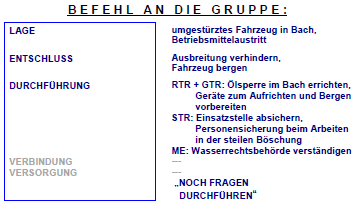 BEFEHL AN DIE GRUPPE:
LAGE umgestürztes Fahrzeug in Bach,
Betriebsmittelaustritt
ENTSCHLUSS Ausbreitung verhindern,
Fahrzeug bergen
DURCHFÜHRUNG RTR + GTR: Ölsperre im Bach errichten,
Geräte zum Aufrichten und Bergen
vorbereiten
STR: Einsatzstelle absichern,
Personensicherung beim Arbeiten
in der steilen Böschung
ME: Wasserrechtsbehörde verständigen
VERBINDUNG —
VERSORGUNG —
„NOCH FRAGEN
DURCHFÜHREN“